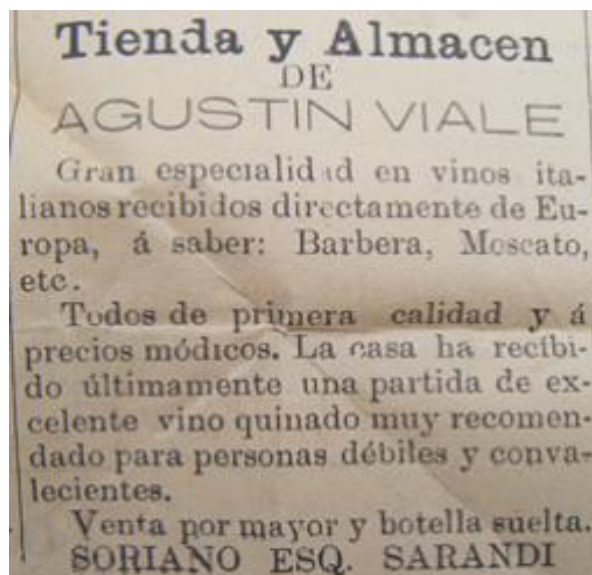 Tienda y Almacen
DE
AGUSTIN VIALE
Gran especialidad en vinos ita-
lianos recibidos directamente de Eu-
ropa, á saber: Barbera, Moscato,
etc.
Todos de primera calidad y á
precios módicos. La casa ha recibi-
do últimamente una partida de ex-
celente vino quinado muy recomen-
dado para personas débiles y conva-
lecientes.
Venta por mayor y botella suelta.
SORIANO ESQ. SARANDI